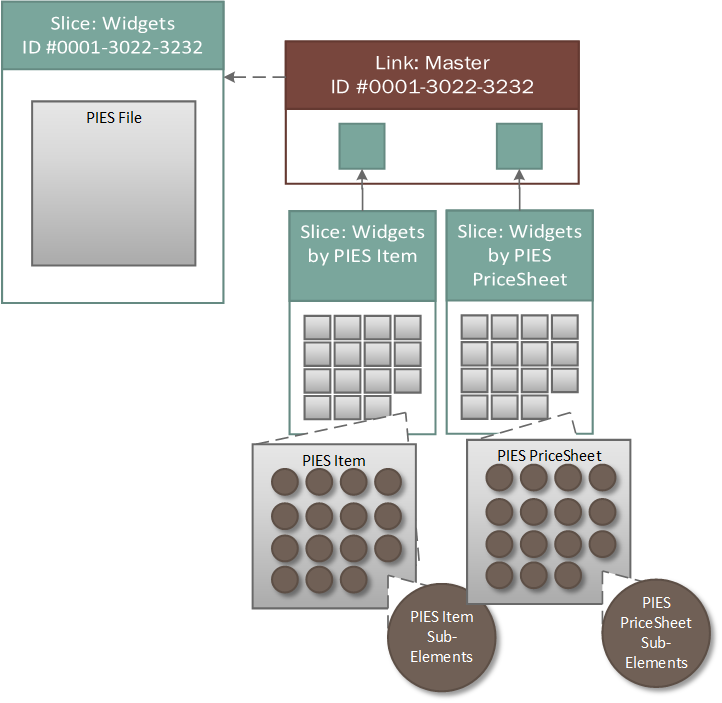 Slice: Widgets
ID #0001-3022-3232
PIES File
Link: Master
ID #0001-3022-3232
Slice: Widgets
by PIES Item
Slice: Widgets
by PIES
PriceSheet
PIES Item
PIES PriceSheet
PIES Item
Sub-
Elements
PIES
PriceSheet
Sub-
Elements